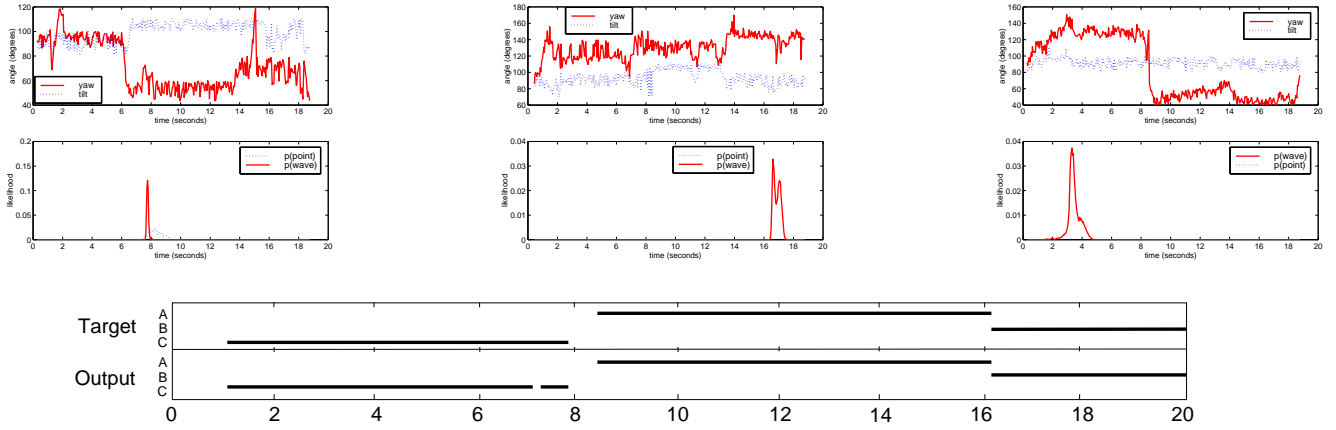 120
100
80
60
40
angle (degrees)
yaw
tilt
0 2 4 6 8 10 12 14 16 18 20
time (seconds)
160
140
120
100
80
60
angle (degrees)
yaw
tilt
0 2 4 6 8 10 12 14 16 18 20
time (seconds)
160
140
120
100
80
60
40
angle (degrees)
yaw
tilt
0 2 4 6 8 10 12 14 16 18 20
time (seconds)
0.2
0.15
0.1
0.05
0
likelihood
p(point)
p(wave)
0 2 4 6 8 10 12 14 16 18 20
time (seconds)
0.04
0.03
0.02
0.01
0
likelihood
p(point)
p(wave)
0 2 4 6 8 10 12 14 16 18 20
time (seconds)
0.04
0.03
0.02
0.01
0
likelihood
p(wave)
p(point)
0 2 4 6 8 10 12 14 16 18 20
time (seconds)
Target
A
B
C
Output
A
B
C
0 2 4 6 8 10 12 14 16 18 20